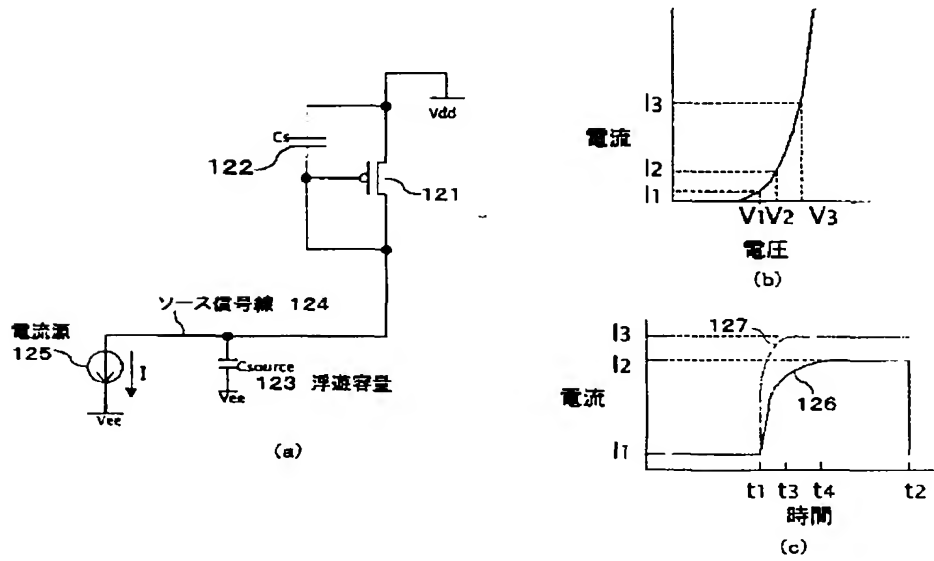 Vdd
Cs
122
121
ソース信号線 124
電流源
125
I
Csource
123 浮遊容量
Vee
Vee
(a)
I3
電流
I2
I1
V1 V2 V3
電圧
(b)
I3
127
I2
電流
126
I1
t1 t3 t4 t2
時間
(c)